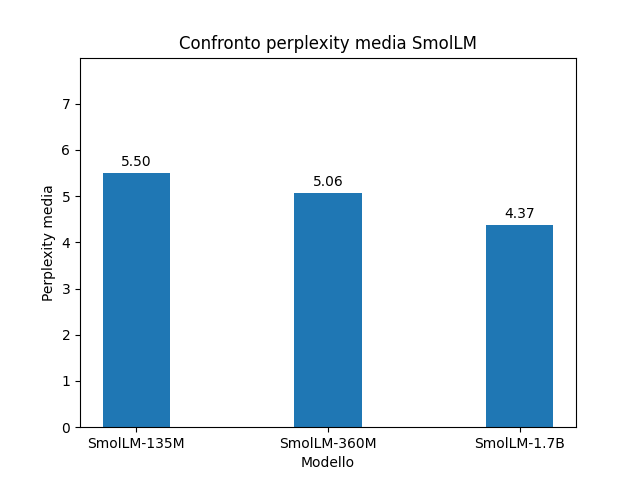 Confronto perplexity media SmolLM
Perplexity media
7
6
5
4
3
2
1
0
5.50
5.06
4.37
SmolLM-135M
SmolLM-360M
SmolLM-1.7B
Modello